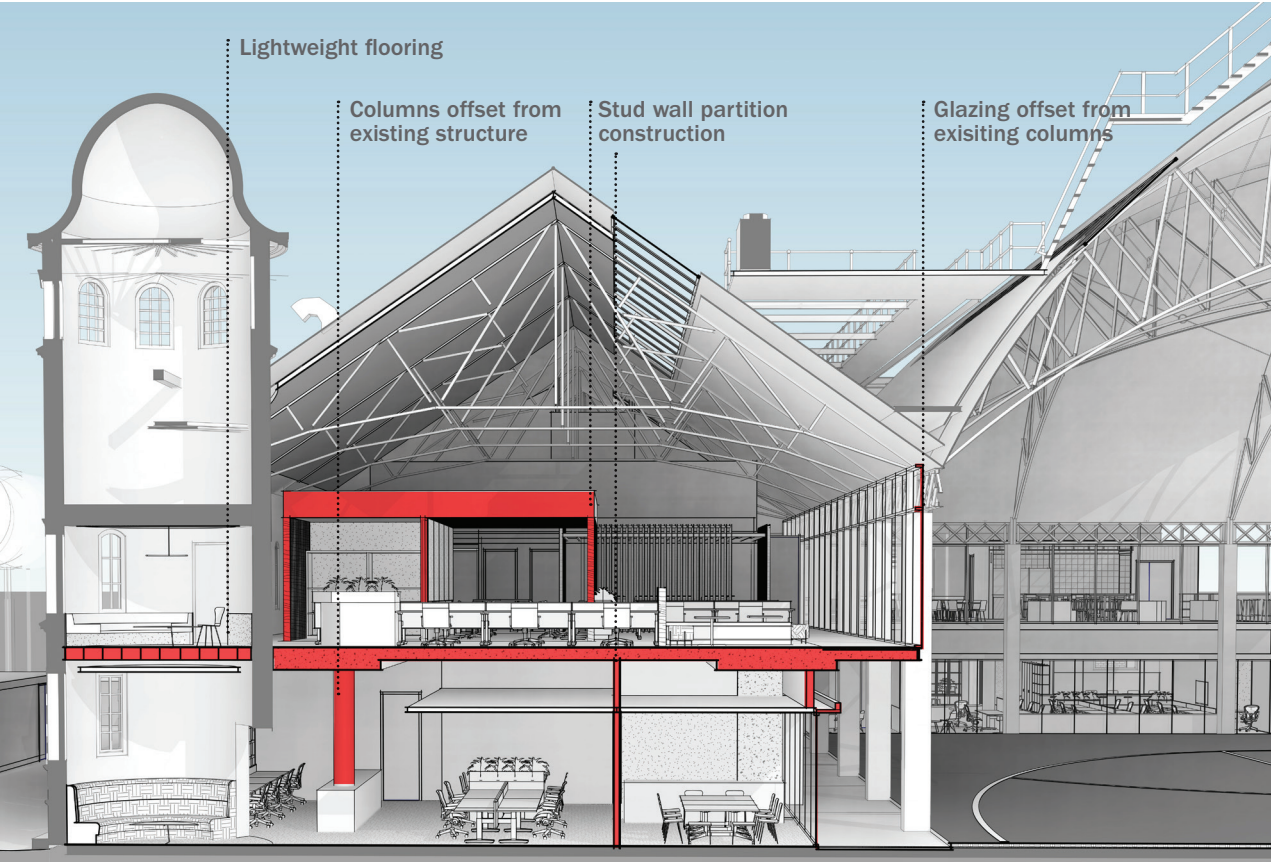 Lightweight flooring
Columns offset from
existing structure
Stud wall partition
construction
Glazing offset from
exisiting columns